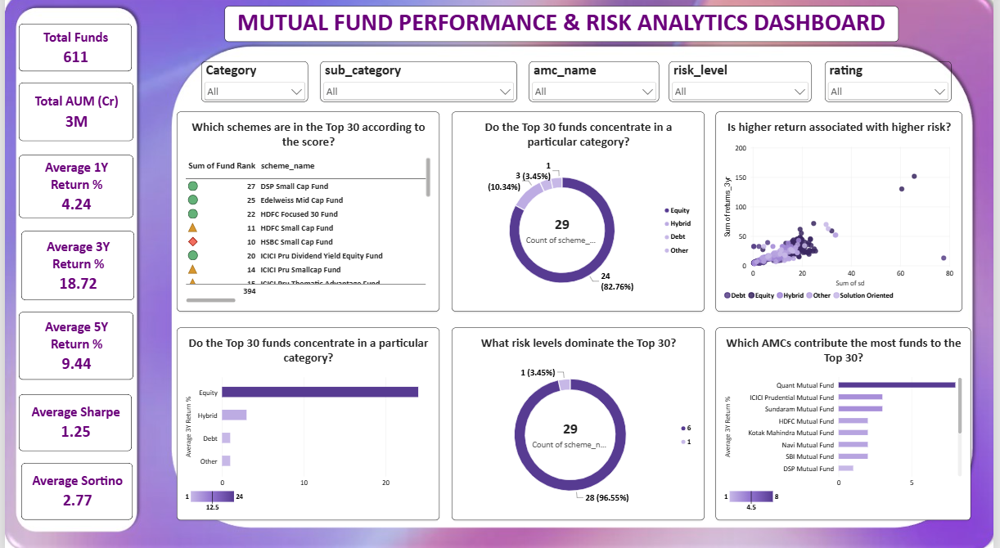 MUTUAL FUND PERFORMANCE & RISK ANALYTICS DASHBOARD
Total Funds
611
Total AUM (Cr)
3M
Average 1Y
Return %
4.24
Average 3Y
Return %
18.72
Average 5Y
Return %
9.44
Average Sharpe
1.25
Average Sortino
2.77
Category
All
sub_category
All
amc_name
All
risk_level
All
rating
All
Which schemes are in the Top 30 according to
the score?
Sum of Fund Rank scheme_name
27 DSP Small Cap Fund
25 Edelweiss Mid Cap Fund
22 HDFC Focused 30 Fund
11 HDFC Small Cap Fund
10 HSBC Small Cap Fund
20 ICICI Pru Dividend Yield Equity Fund
14 ICICI Pru Smallcap Fund
15 ICICI Pru Thematic Advantage Fund
394
Do the Top 30 funds concentrate in a
particular category?
1
3 (3.45%)
(10.34%)
29
Count of scheme_...
24
(82.76%)
Equity
Hybrid
Debt
Other
Is higher return associated with higher risk?
Sum of returns_3yr
200
150
100
50
0
0 20 40 60 80
Sum of sd
Debt Equity Hybrid Other Solution Oriented
Do the Top 30 funds concentrate in a particular
category?
Average 3Y Return %
Equity
Hybrid
Debt
Other
0 10 20
1 24
12.5
What risk levels dominate the Top 30?
1 (3.45%)
29
Count of scheme_n...
28 (96.55%)
6
1
Which AMCs contribute the most funds to the
Top 30?
Average 3Y Return %
Quant Mutual Fund
ICICI Prudential Mutual Fund
Sundaram Mutual Fund
HDFC Mutual Fund
Kotak Mahindra Mutual Fund
Navi Mutual Fund
SBI Mutual Fund
DSP Mutual Fund
0 5
1 8
4.5